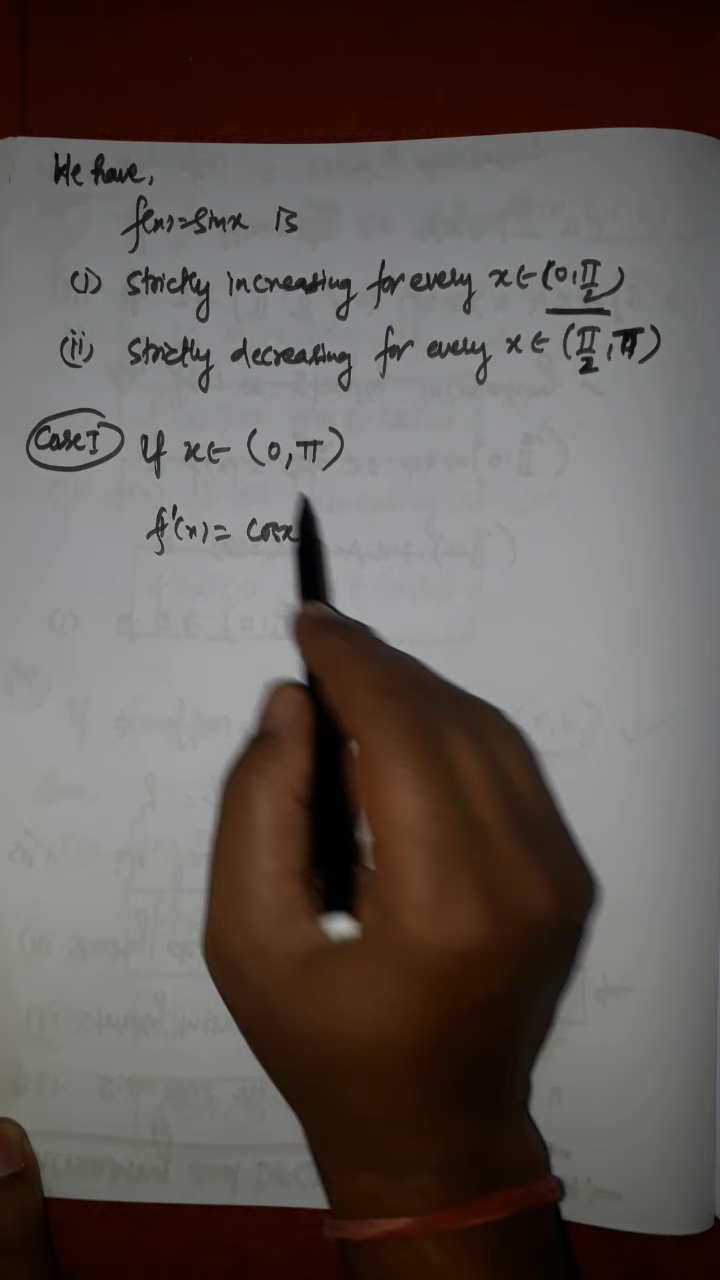 We have,
f(x)=sinx is
(i) strictly increasing for every x∈(0,π/2)
(ii) strictly decreasing for every x∈(π/2,π)
Case I If x∈(0,π)
f'(x)=cosx